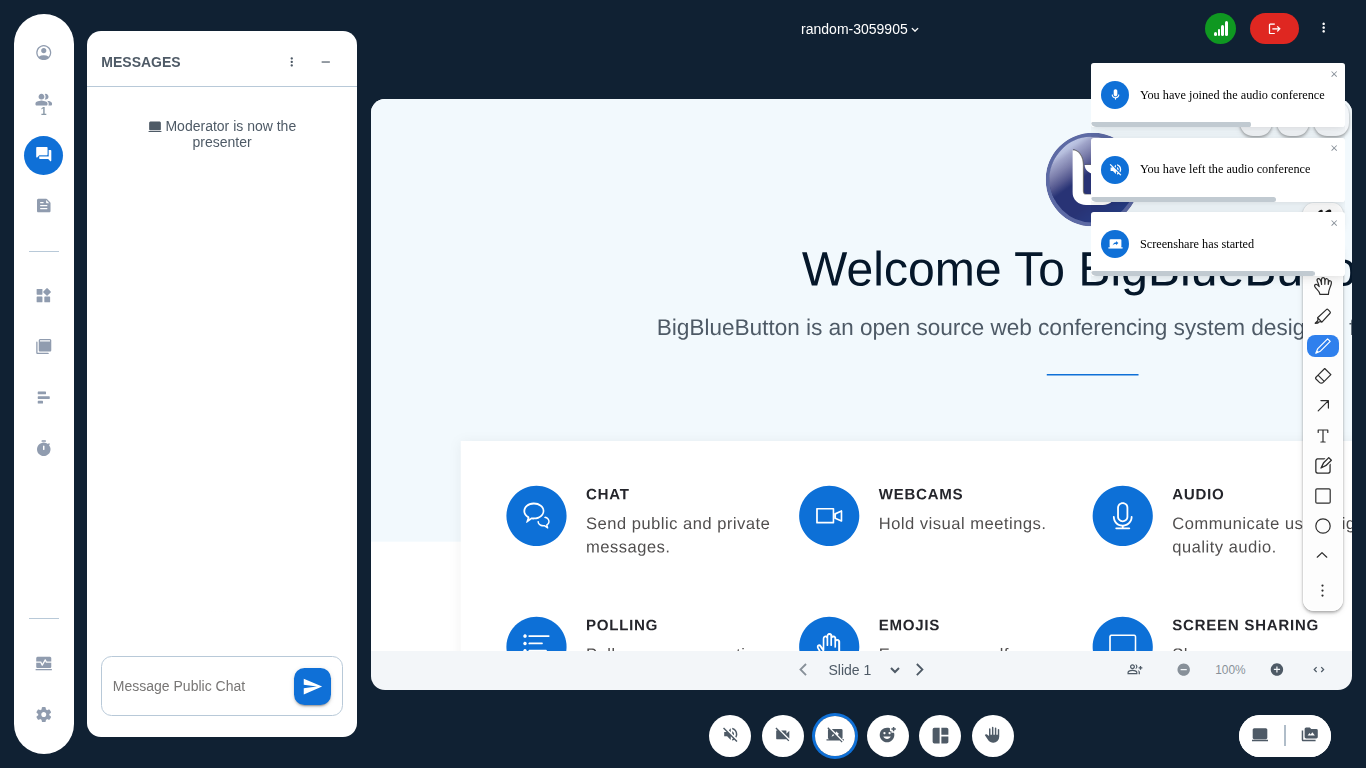 random-3059905
MESSAGES
1
Moderator is now the
presenter
Message Public Chat
You have joined the audio conference
You have left the audio conference
Screenshare has started
Welcome To BigBlueButton
BigBlueButton is an open source web conferencing system
CHAT
Send public and private
messages.
WEBCAMS
Hold visual meetings.
AUDIO
Communicate
quality audio.
POLLING
EMOJIS
SCREEN SHARING
Slide 1
100%